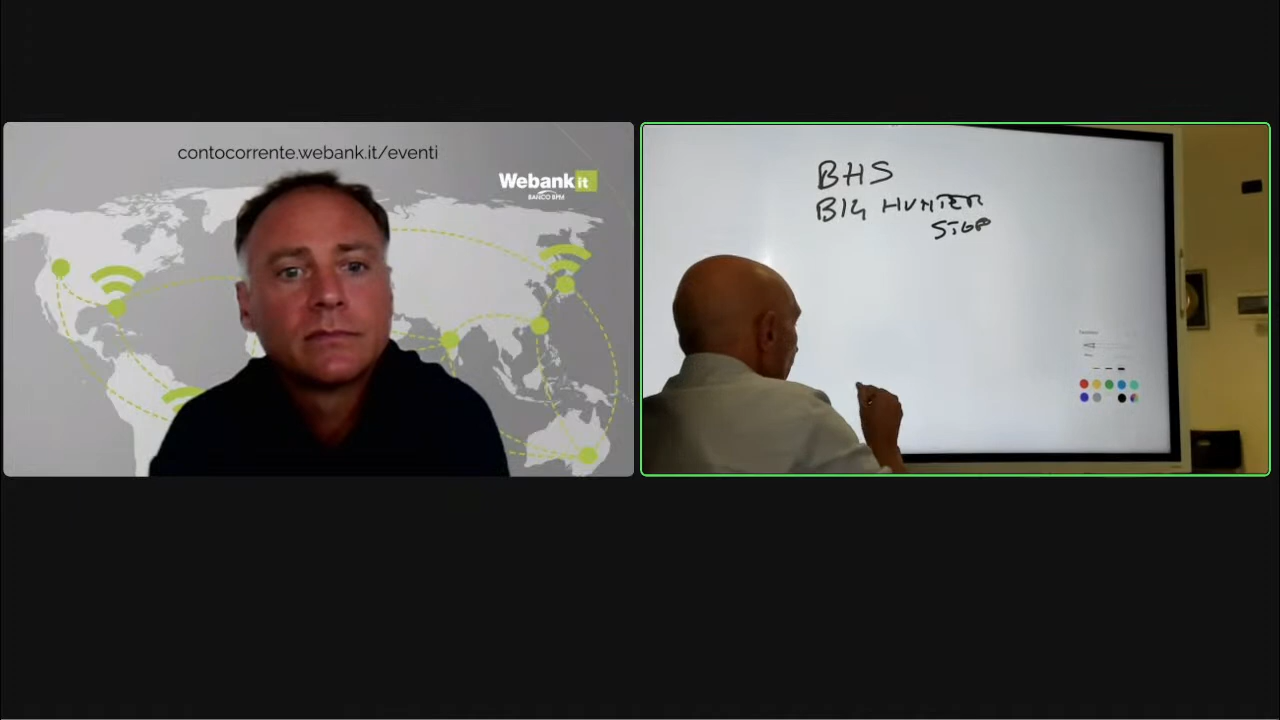 contocorrente.webank.it/eventi
Webank it
BANCO BPM
BHS
BIG HUNTER
STOP